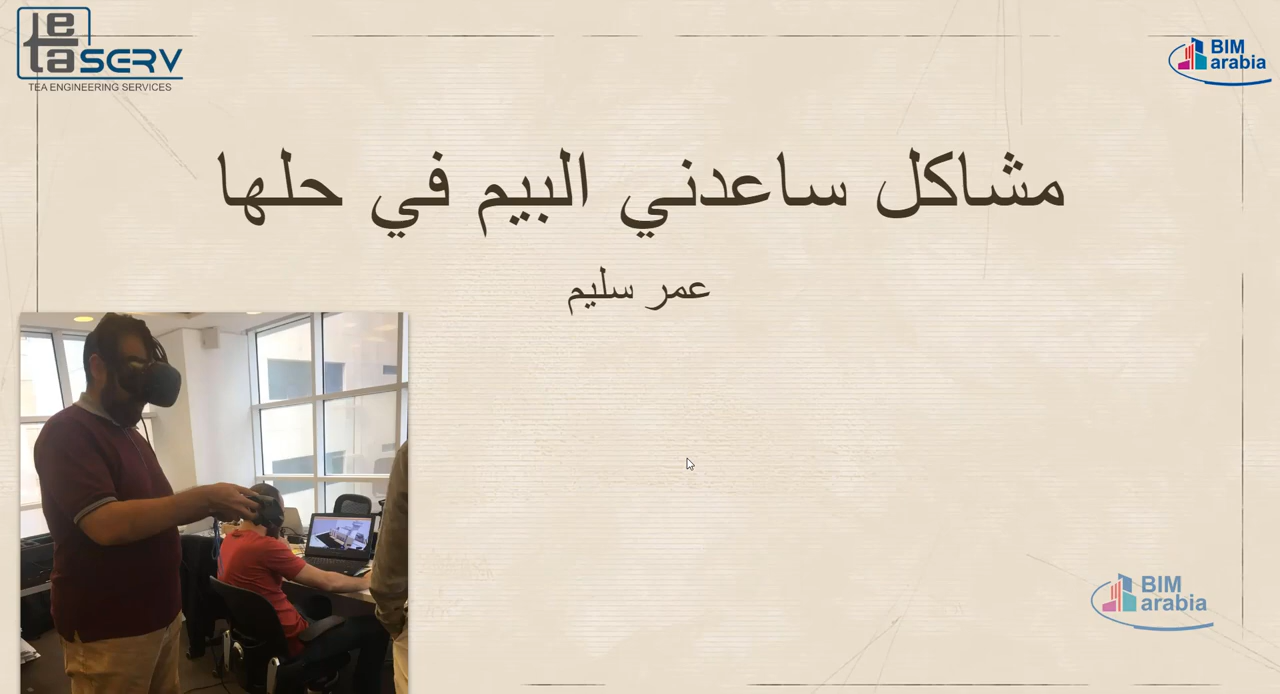 te
ta SERV
TEA ENGINEERING SERVICES
BIM
arabia
مشاكل ساعدني البيم في حلها
عمر سليم
BIM
arabia